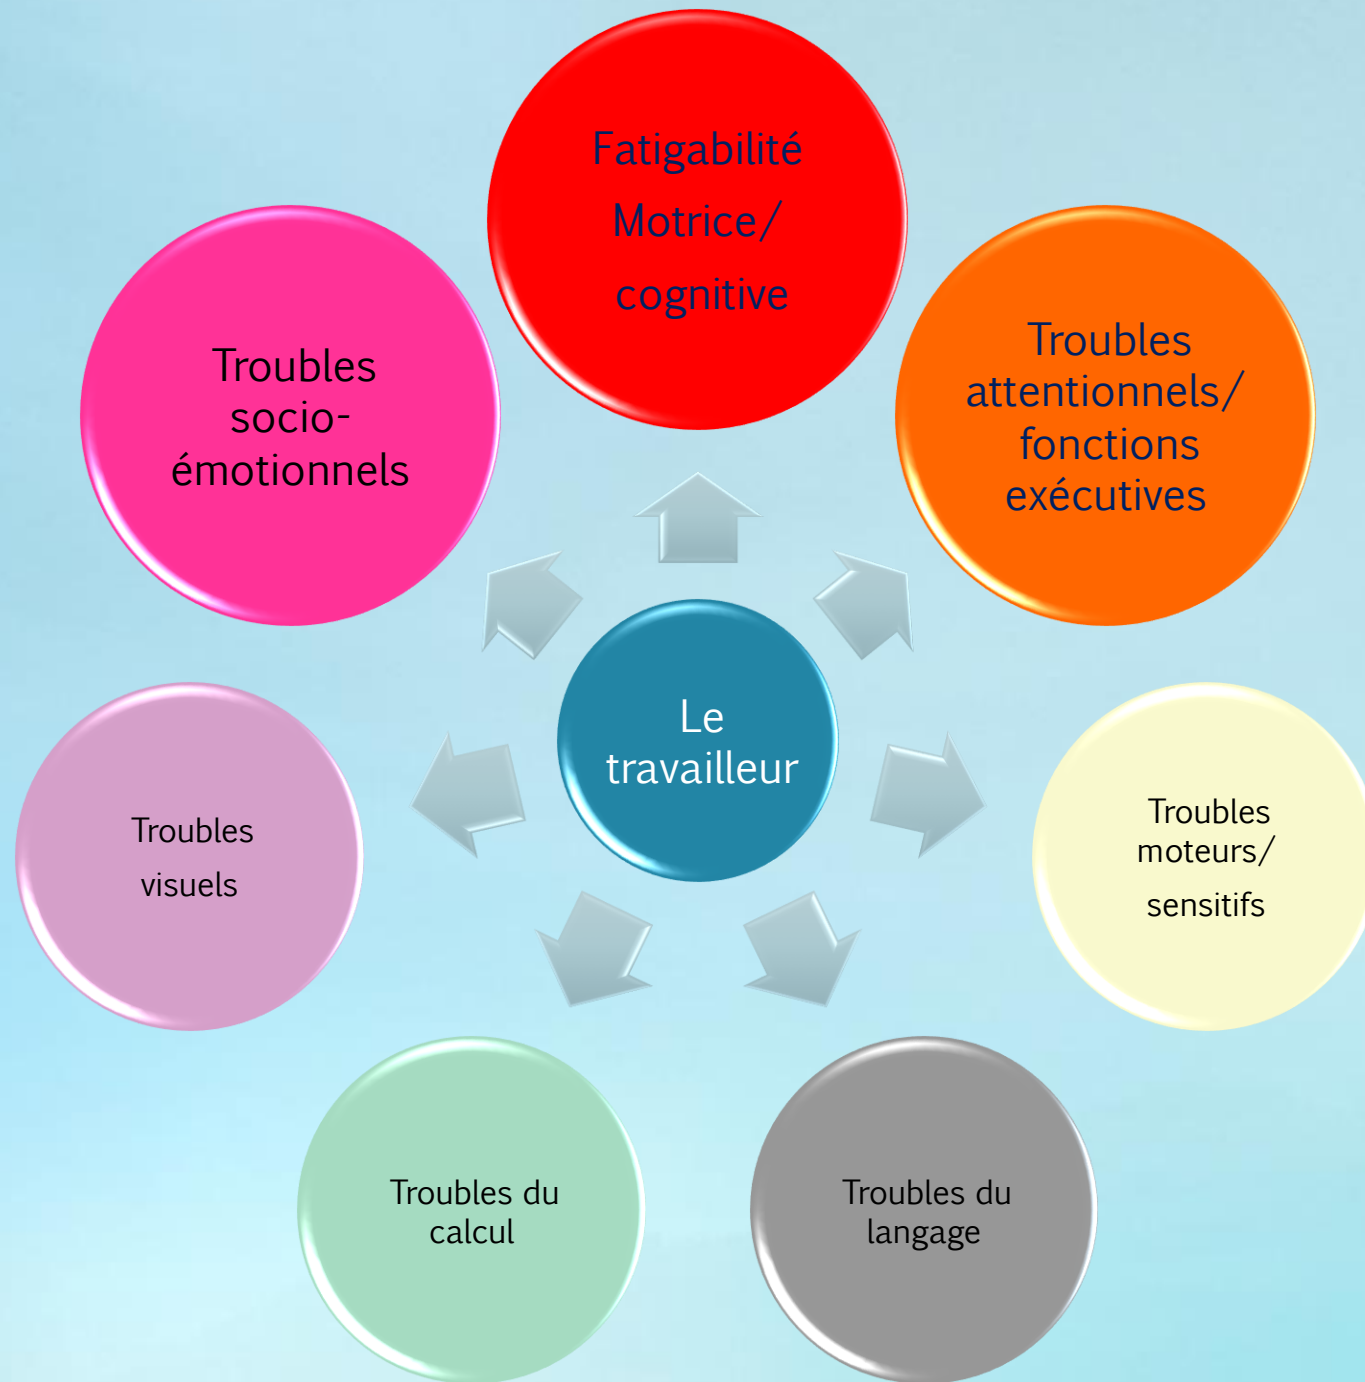 Fatigabilité
Motrice/
cognitive
Troubles
socio-
émotionnels
Troubles
attentionnels/
fonctions
exécutives
Le
travailleur
Troubles
visuels
Troubles
moteurs/
sensitifs
Troubles du
calcul
Troubles du
langage